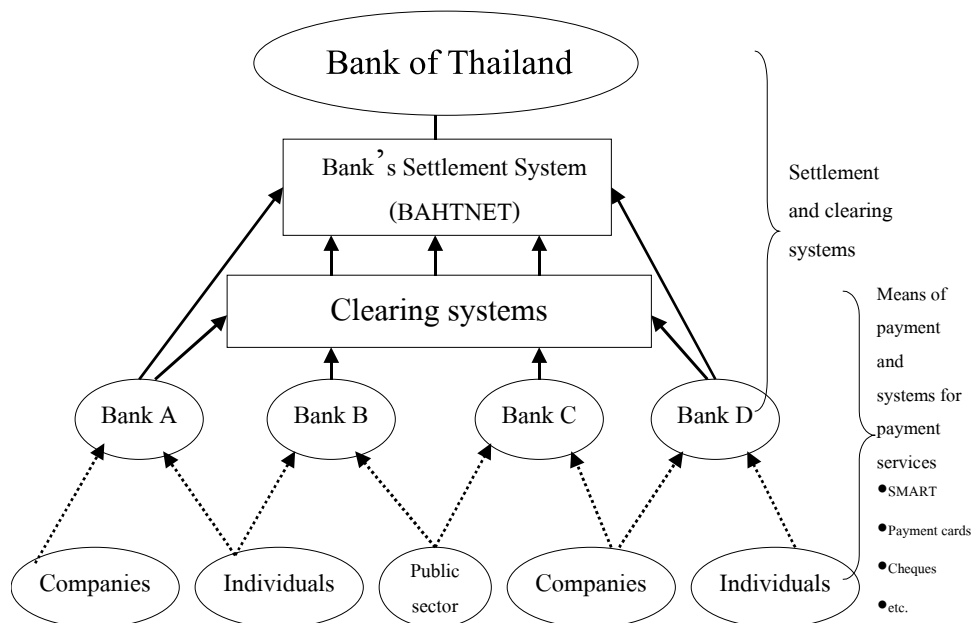 Bank of Thailand
Bank's Settlement System
(BAHTNET)
Settlement
and clearing
systems
Clearing systems
Means of
payment
and
systems for
payment
services
●SMART
●Payment cards
●Cheques
●etc.
Bank A
Bank B
Bank C
Bank D
Companies
Individuals
Public
sector
Companies
Individuals